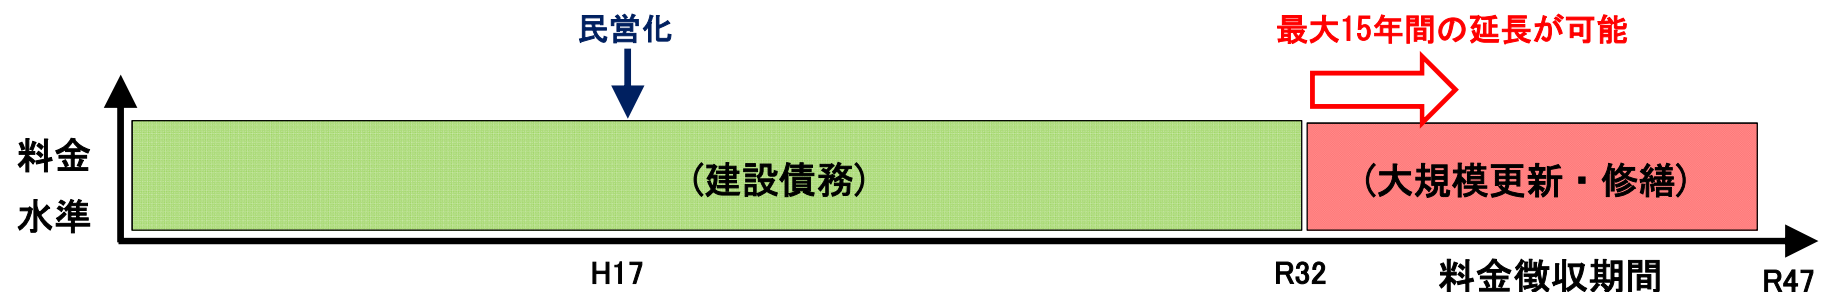 民営化
最大15年間の延長が可能
料金
水準
(建設債務)
(大規模更新・修繕)
H17
R32
料金徴収期間
R47